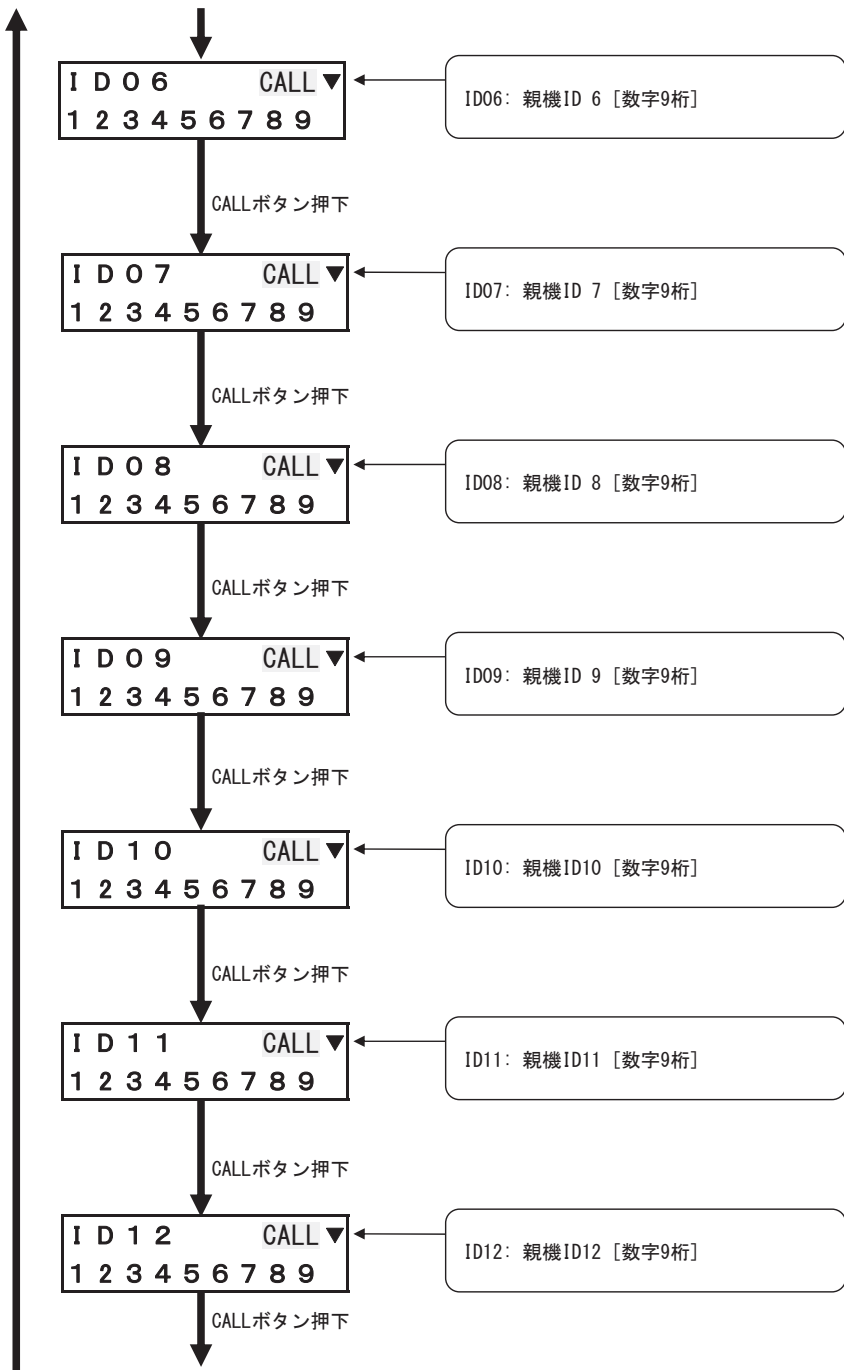 ＩＤ０６ CALL▼
１２３４５６７８９
ID06: 親機ID 6 [数字9桁]
CALLボタン押下
ＩＤ０７ CALL▼
１２３４５６７８９
ID07: 親機ID 7 [数字9桁]
CALLボタン押下
ＩＤ０８ CALL▼
１２３４５６７８９
ID08: 親機ID 8 [数字9桁]
CALLボタン押下
ＩＤ０９ CALL▼
１２３４５６７８９
ID09: 親機ID 9 [数字9桁]
CALLボタン押下
ＩＤ１０ CALL▼
１２３４５６７８９
ID10: 親機ID10 [数字9桁]
CALLボタン押下
ＩＤ１１ CALL▼
１２３４５６７８９
ID11: 親機ID11 [数字9桁]
CALLボタン押下
ＩＤ１２ CALL▼
１２３４５６７８９
ID12: 親機ID12 [数字9桁]
CALLボタン押下